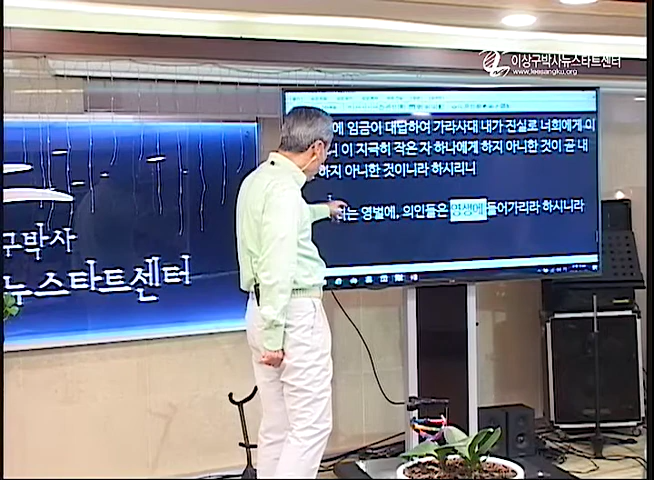 이상구박사뉴스타트센터
www.leesangku.org
에 임금이 대답하여 가라사대 내가 진실로 너희에게 이
니 이 지극히 작은 자 하나에게 하지 아니한 것이 곧 내
하지 아니한 것이니라 하시리니
는 영벌에, 의인들은 영생에 들어가리라 하시니라
구박사
뉴스타트센터